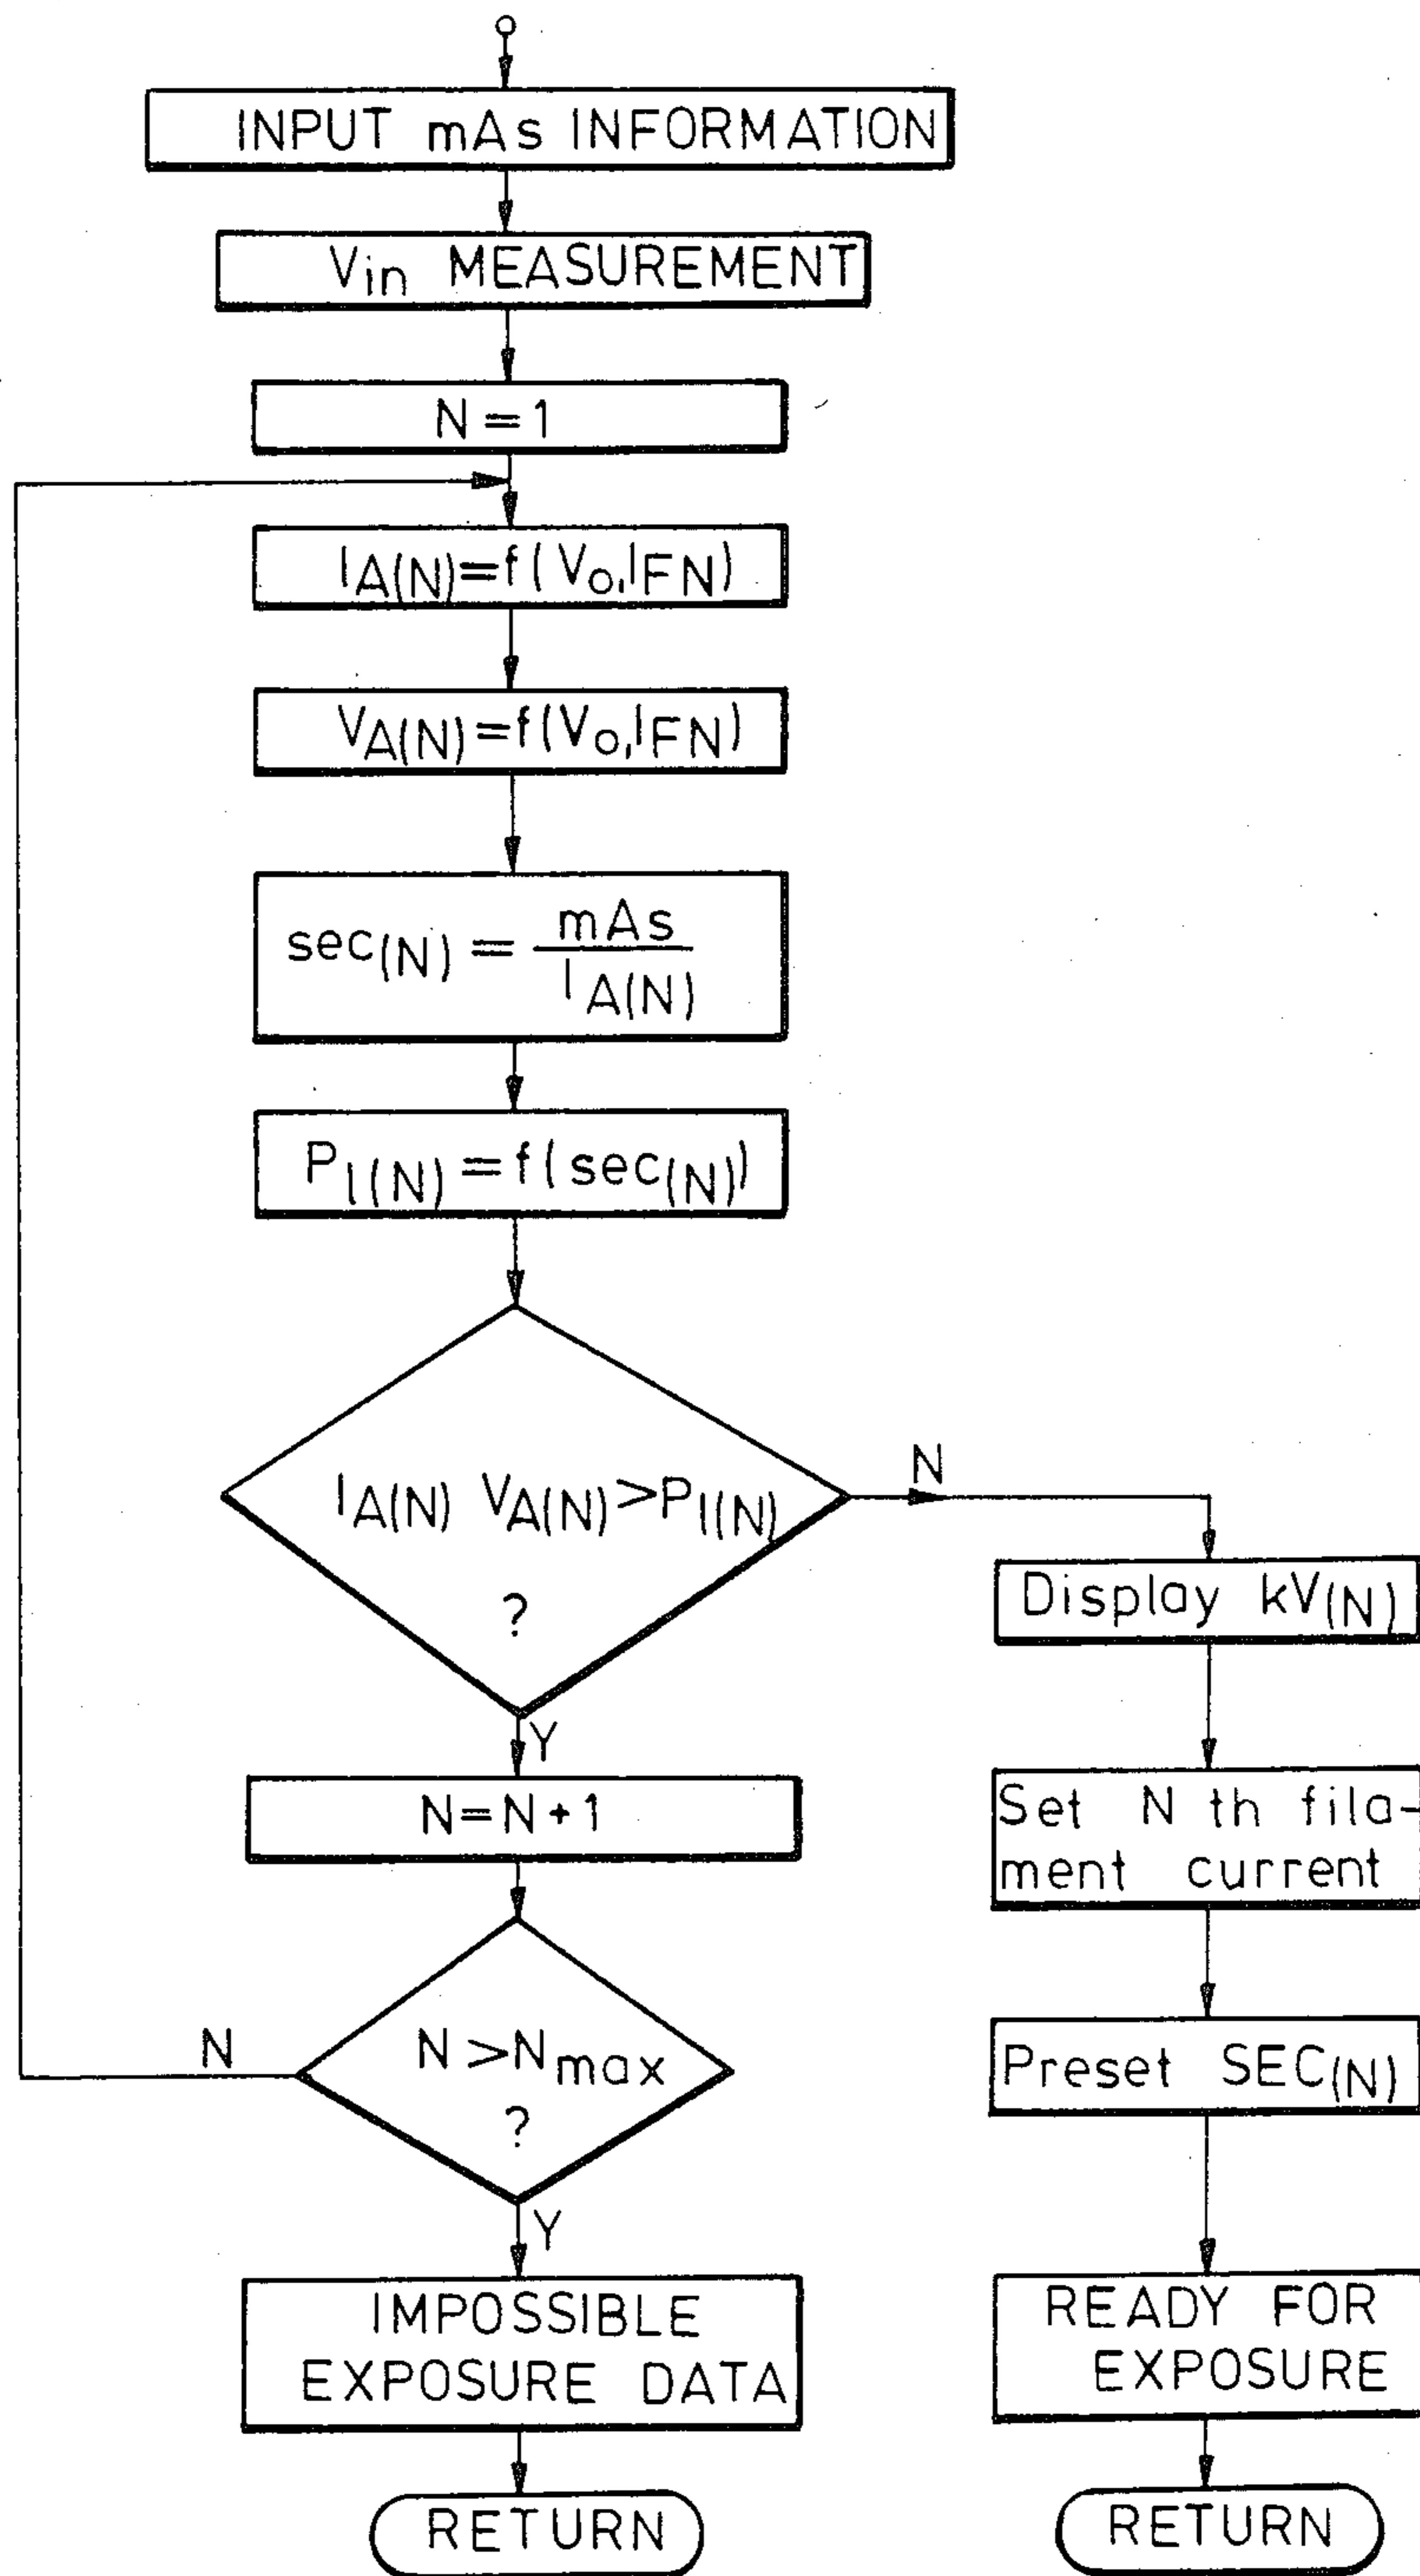 INPUT mAs INFORMATION
Vin MEASUREMENT
N = 1
IA(N)=f(Vo,IFN)
VA(N)=f(Vo,IFN)
sec(N) = mAs
IA(N)
Pl(N)=f(sec(N))
IA(N) VA(N)>Pl(N)
?
N
Y
N=N+1
N>Nmax
?
N
Y
IMPOSSIBLE
EXPOSURE DATA
RETURN
Display kV(N)
Set N th fila-
ment current
Preset SEC(N)
READY FOR
EXPOSURE
RETURN